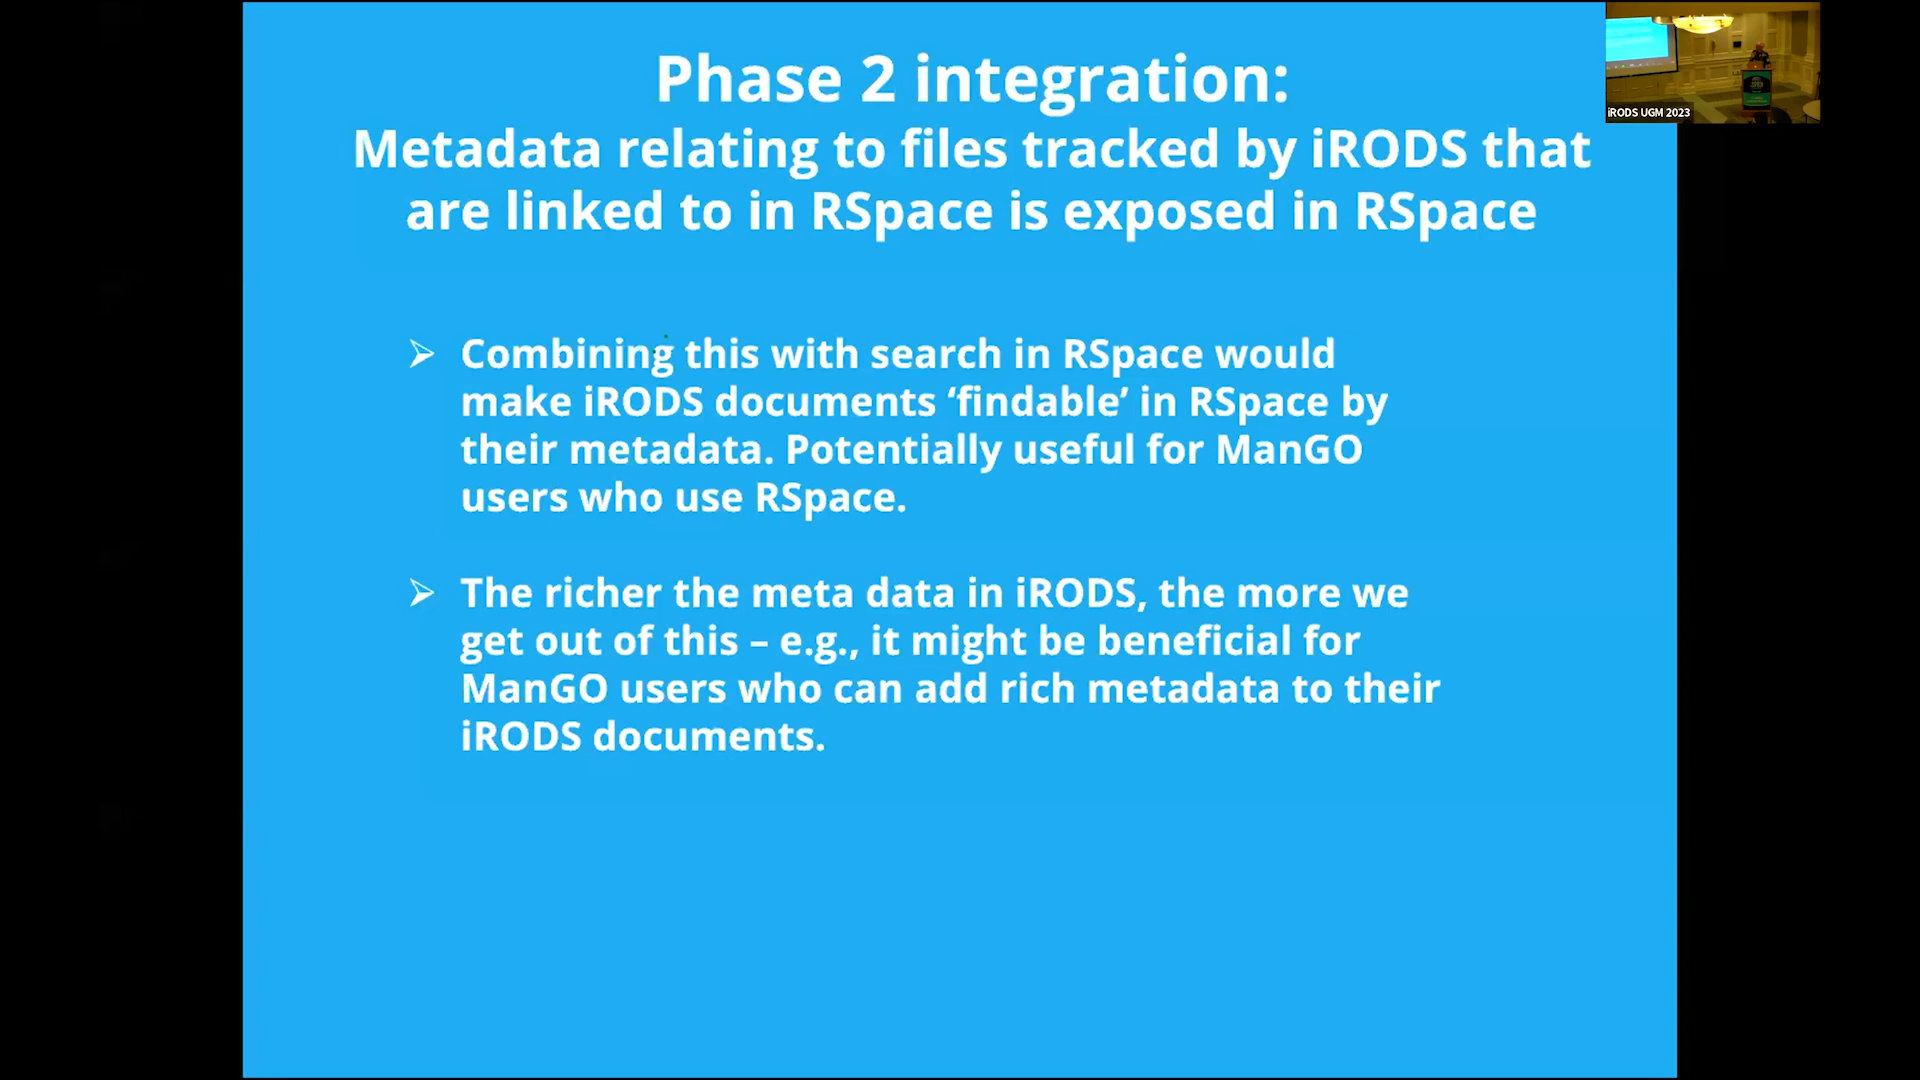 Phase 2 integration:
Metadata relating to files tracked by iRODS that
are linked to in RSpace is exposed in RSpace
➢ Combining this with search in RSpace would
make iRODS documents ‘findable’ in RSpace by
their metadata. Potentially useful for ManGO
users who use RSpace.
➢ The richer the meta data in iRODS, the more we
get out of this – e.g., it might be beneficial for
ManGO users who can add rich metadata to their
iRODS documents.
iRODS UGM 2023